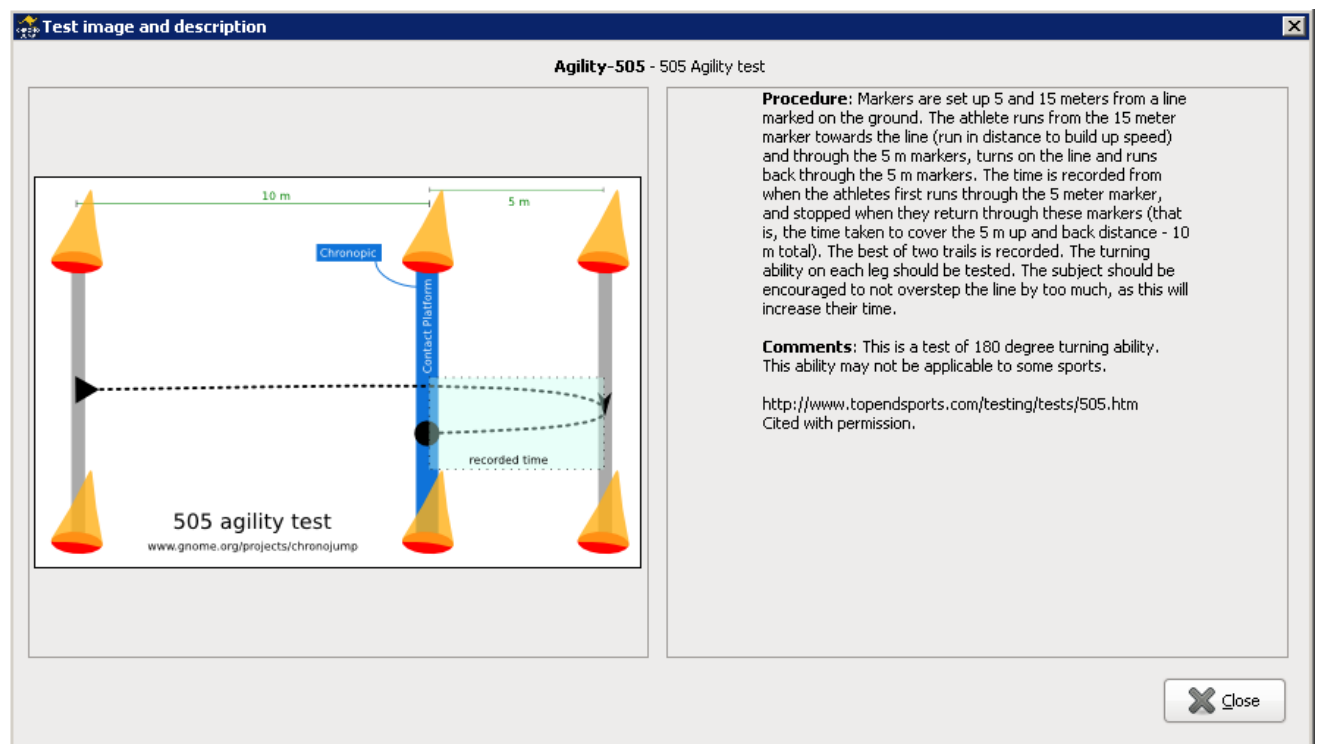 Test image and description
Agility-505 - 505 Agility test
10 m
5 m
Chronopic
Contact Platform
recorded time
505 agility test
www.gnome.org/projects/chronojump
Procedure: Markers are set up 5 and 15 meters from a line
marked on the ground. The athlete runs from the 15 meter
marker towards the line (run in distance to build up speed)
and through the 5 m markers, turns on the line and runs
back through the 5 m markers. The time is recorded from
when the athletes first runs through the 5 meter marker,
and stopped when they return through these markers (that
is, the time taken to cover the 5 m up and back distance - 10
m total). The best of two trails is recorded. The turning
ability on each leg should be tested. The subject should be
encouraged to not overstep the line by too much, as this will
increase their time.
Comments: This is a test of 180 degree turning ability.
This ability may not be applicable to some sports.
http://www.topendsports.com/testing/tests/505.htm
Cited with permission.
Close